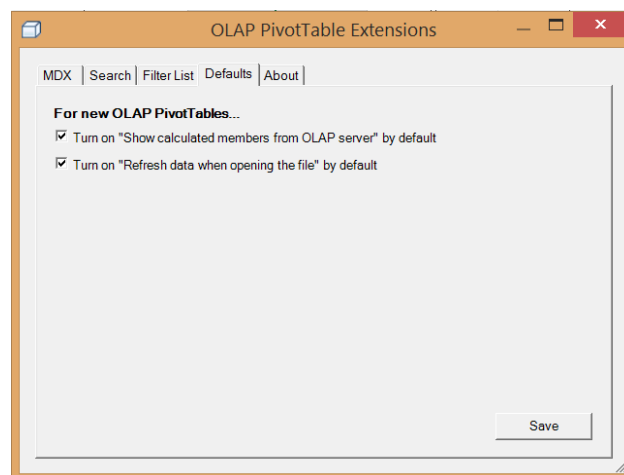 OLAP PivotTable Extensions
MDX Search Filter List Defaults About
For new OLAP PivotTables...
Turn on "Show calculated members from OLAP server" by default
Turn on "Refresh data when opening the file" by default
Save